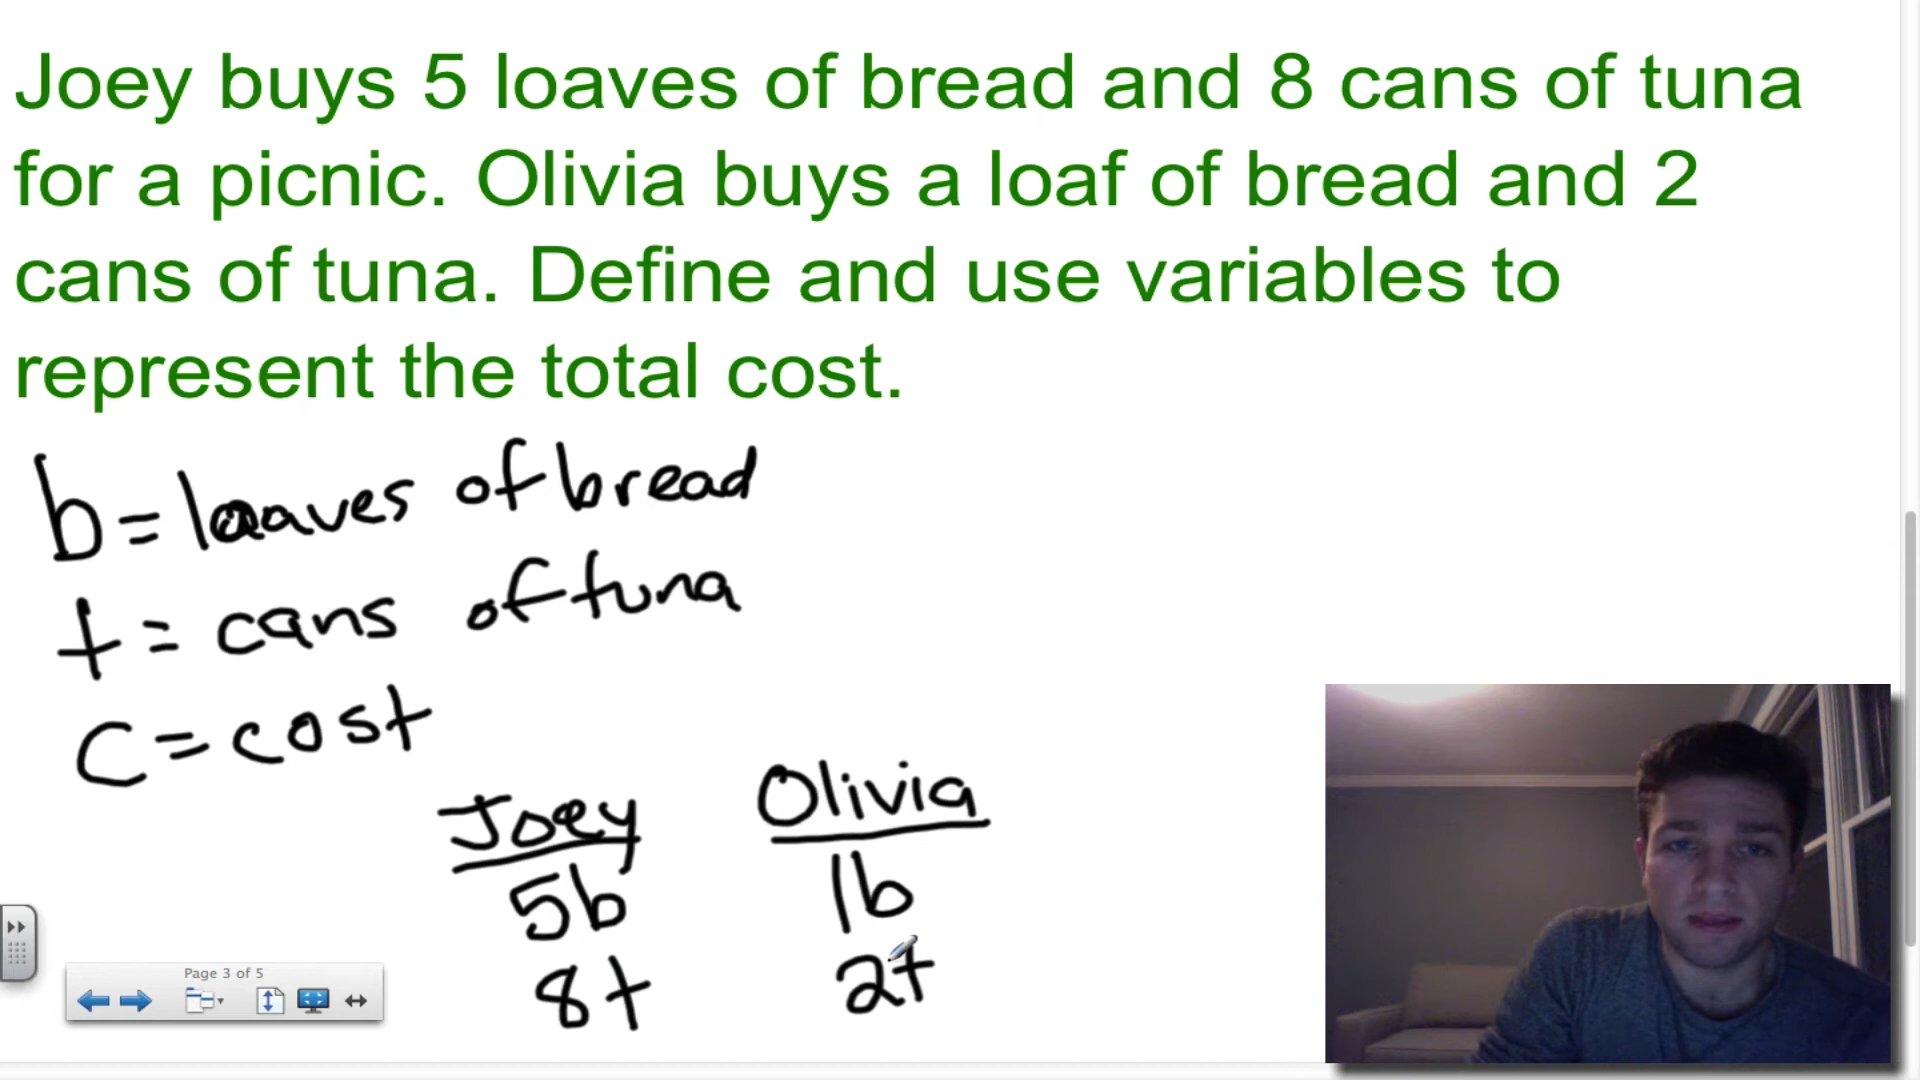 Joey buys 5 loaves of bread and 8 cans of tuna
for a picnic. Olivia buys a loaf of bread and 2
cans of tuna. Define and use variables to
represent the total cost.
b = loaves of bread
t = cans of tuna
c = cost
Joey Olivia
5b 1b
8t 2t
Page 3 of 5